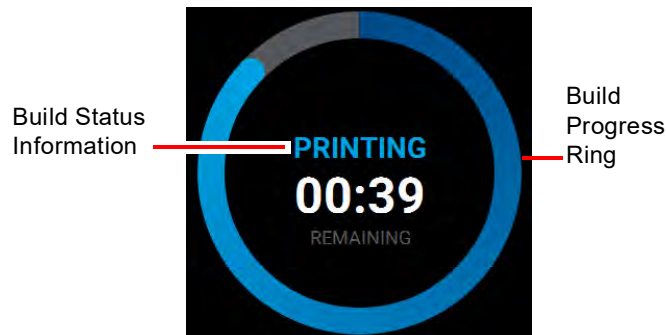 Build Status
Information
PRINTING
00:39
REMAINING
Build
Progress
Ring